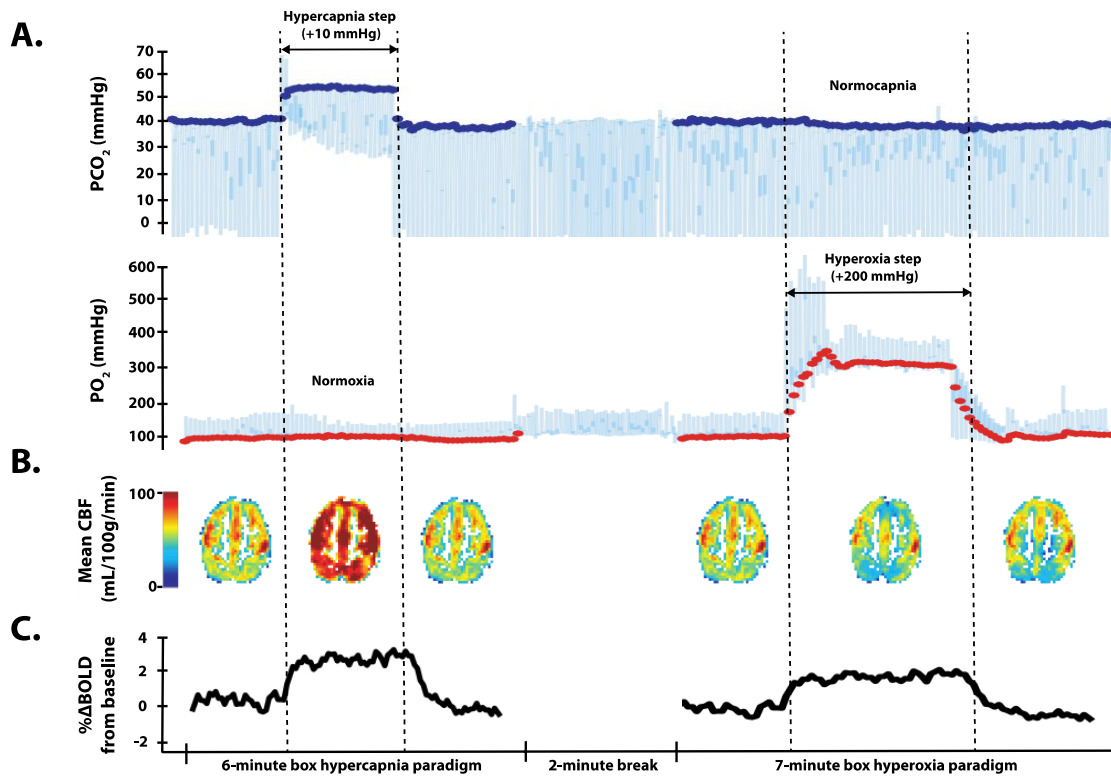 A.
Hypercapnia step
(+10 mmHg)
PCO2 (mmHg)
70
60
50
40
30
20
10
0
Normocapnia
PO2 (mmHg)
600
500
400
300
200
100
Normoxia
Hyperoxia step
(+200 mmHg)
B.
Mean CBF
(mL/100g/min)
100
0
C.
%ΔBOLD
from baseline
4
2
0
-2
6-minute box hypercapnia paradigm
2-minute break
7-minute box hyperoxia paradigm